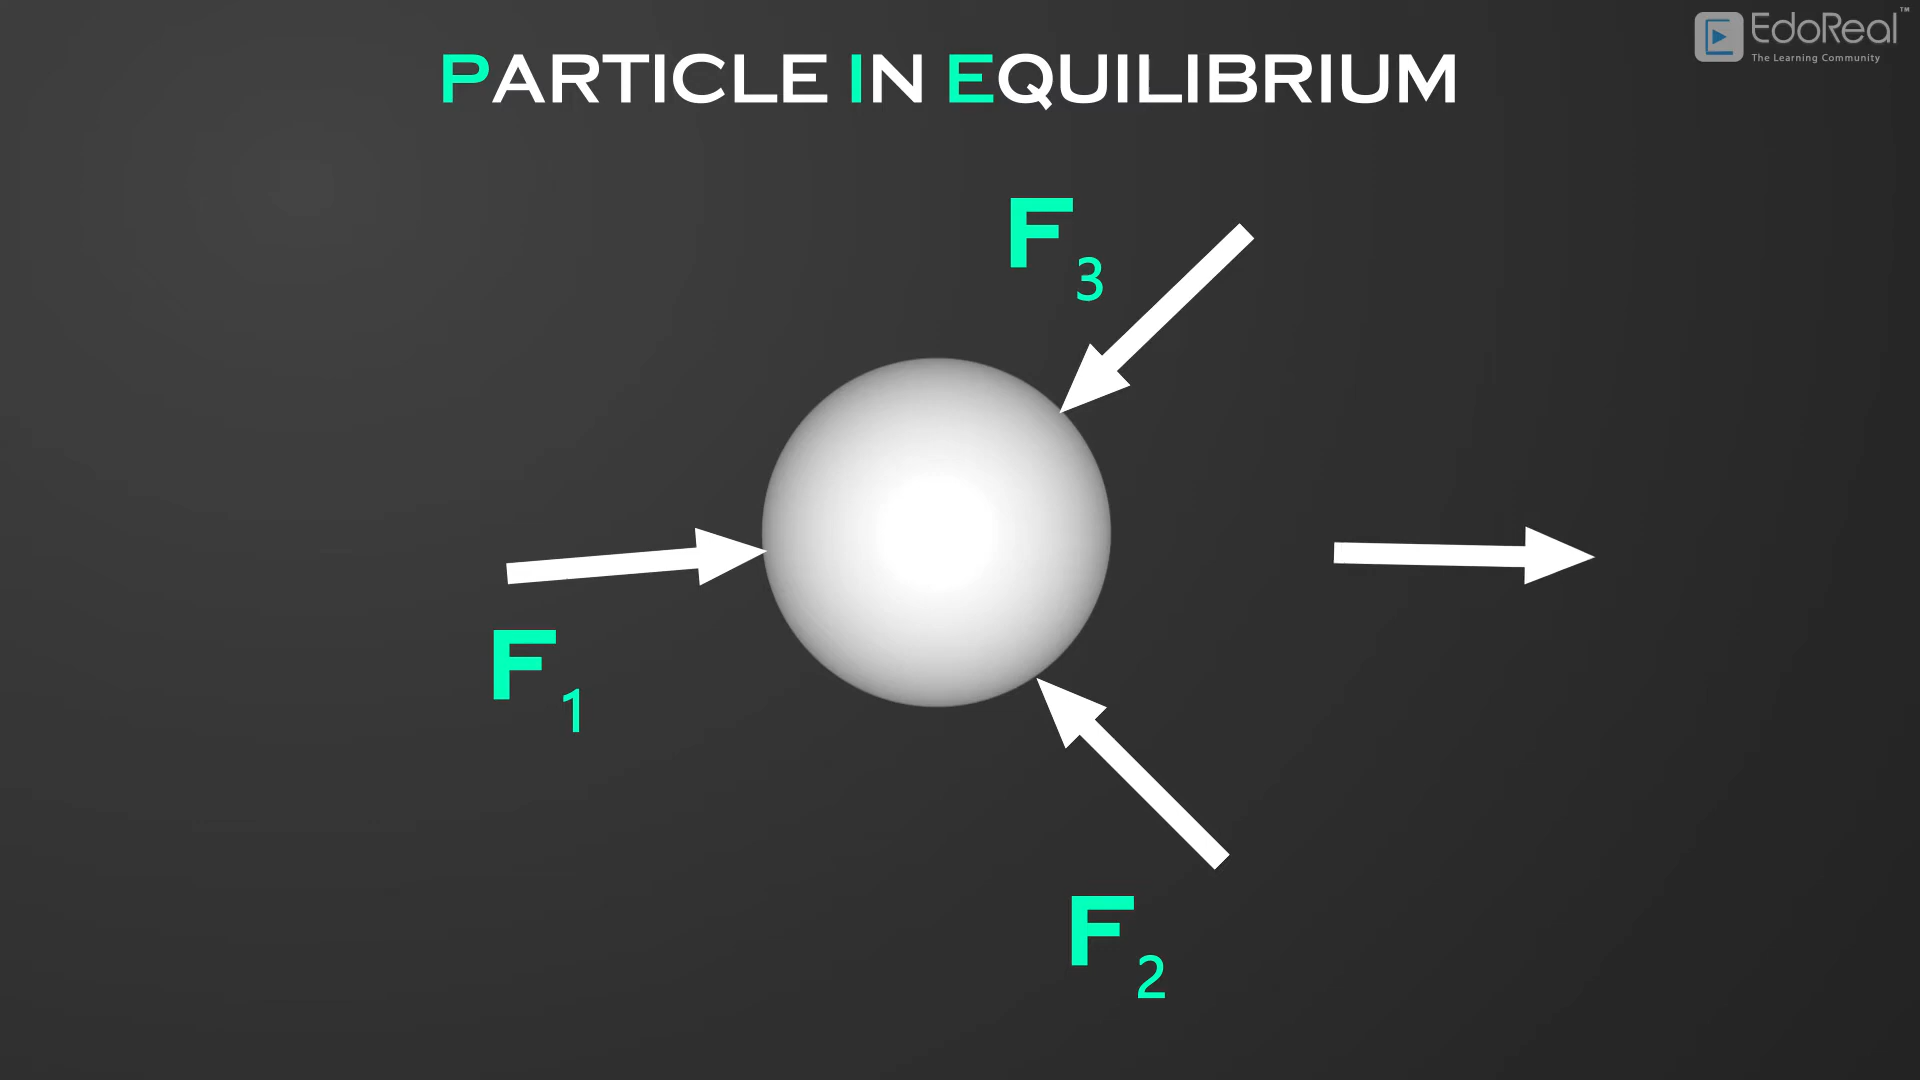 EdoReal™
The Learning Community
PARTICLE IN EQUILIBRIUM
F3
F1
F2